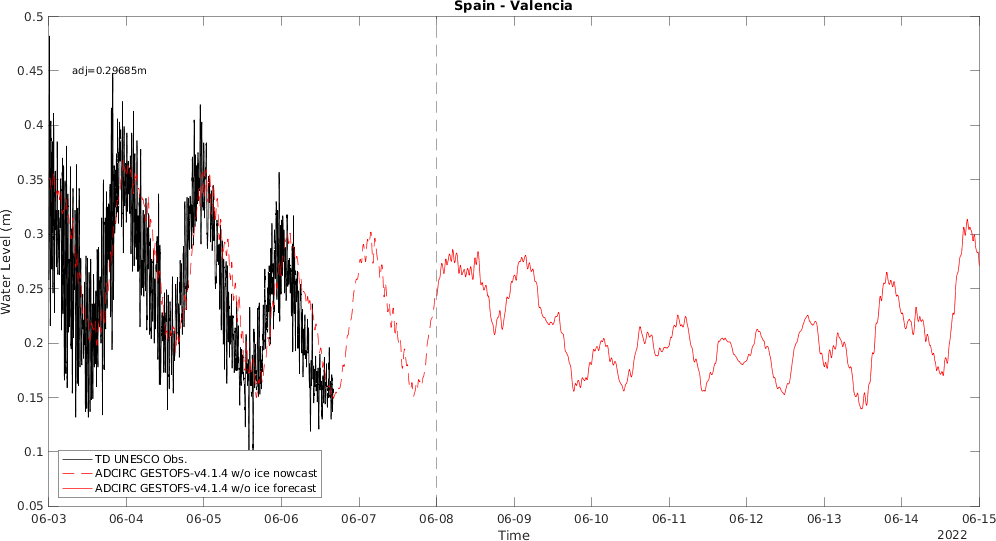 Spain - Valencia
0.5
0.45
0.4
0.35
0.3
0.25
0.2
0.15
0.1
0.05
Water Level (m)
adj=0.29685m
TD UNESCO Obs.
ADCIRC GESTOFS-v4.1.4 w/o ice nowcast
ADCIRC GESTOFS-v4.1.4 w/o ice forecast
06-03 06-04 06-05 06-06 06-07 06-08 06-09 06-10 06-11 06-12 06-13 06-14 06-15
Time
2022